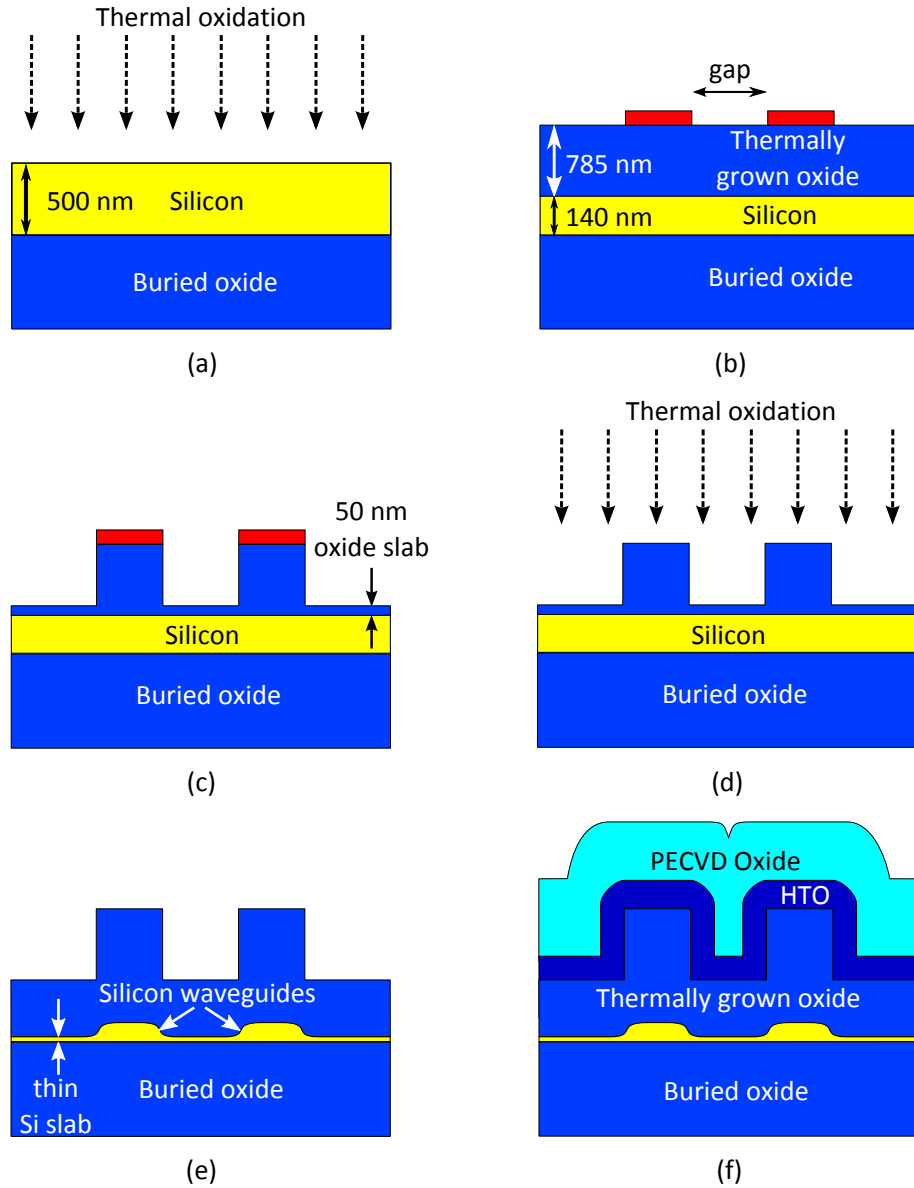 Thermal oxidation
500 nm
Silicon
Buried oxide
(a)
gap
785 nm
Thermally
grown oxide
140 nm
Silicon
Buried oxide
(b)
50 nm
oxide slab
Silicon
Buried oxide
(c)
Thermal oxidation
Silicon
Buried oxide
(d)
Silicon waveguides
thin
Si slab
Buried oxide
(e)
PECVD Oxide
HTO
Thermally grown oxide
Buried oxide
(f)